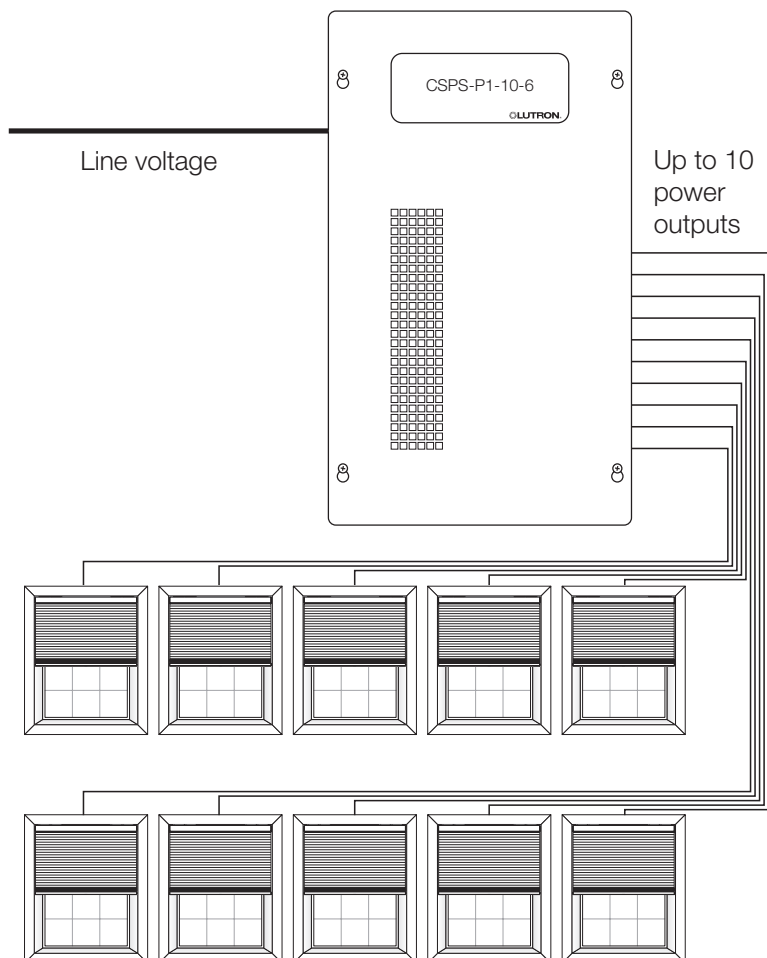 CSPS-P1-10-6
LUTRON.
Line voltage
Up to 10
power
outputs